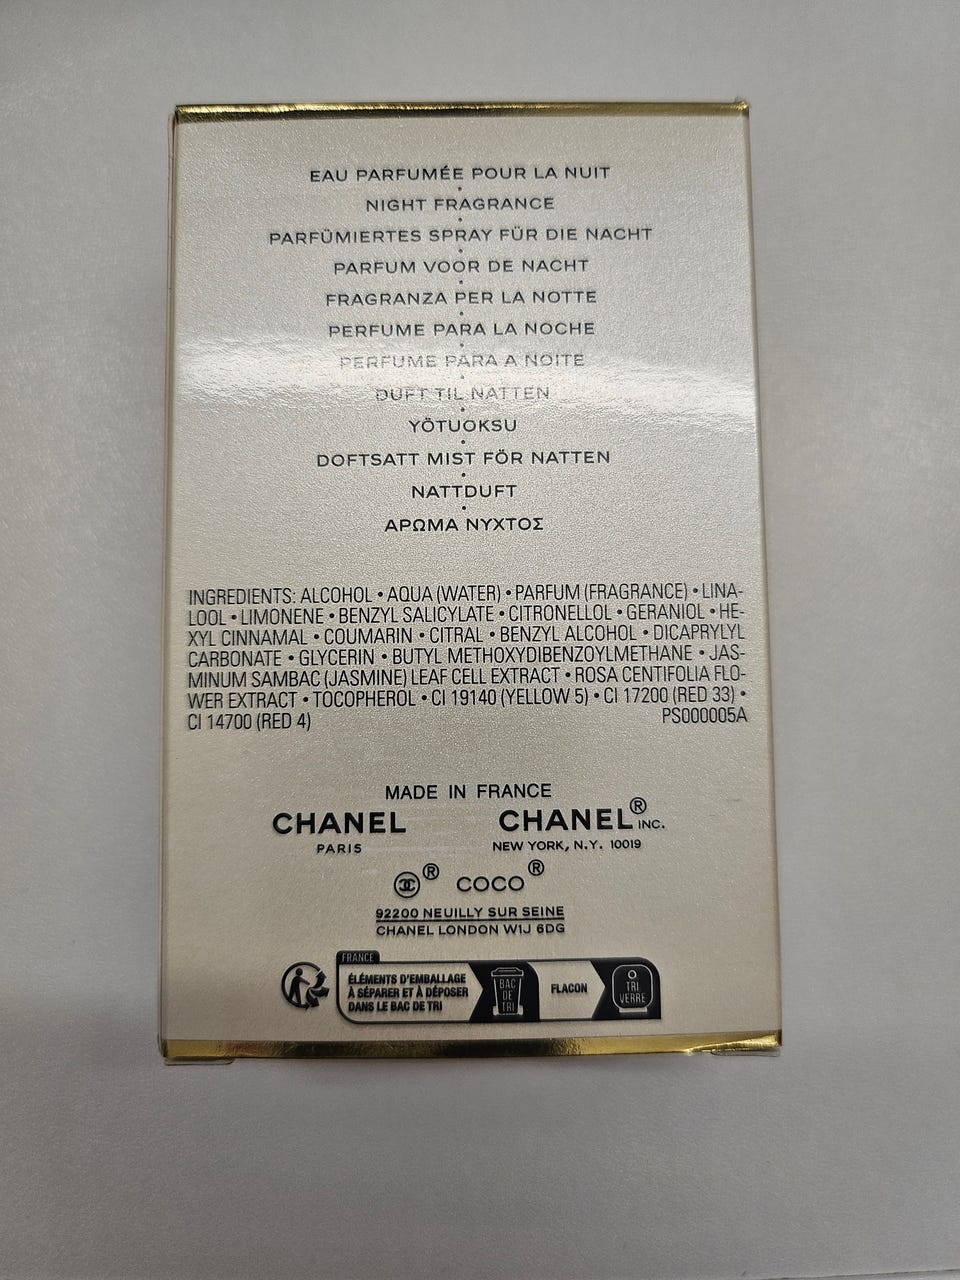 EAU PARFUMÉE POUR LA NUIT
•
NIGHT FRAGRANCE
•
PARFÜMIERTES SPRAY FÜR DIE NACHT
•
PARFUM VOOR DE NACHT
•
FRAGRANZA PER LA NOTTE
•
PERFUME PARA LA NOCHE
•
PERFUME PARA A NOITE
•
DUFT TIL NATTEN
•
YÖTUOKSU
•
DOFTSATT MIST FÖR NATTEN
•
NATTDUFT
•
ΑΡΩΜΑ ΝΥΧΤΟΣ
INGREDIENTS: ALCOHOL • AQUA (WATER) • PARFUM (FRAGRANCE) • LINA-
LOOL • LIMONENE • BENZYL SALICYLATE • CITRONELLOL • GERANIOL • HE-
XYL CINNAMAL • COUMARIN • CITRAL • BENZYL ALCOHOL • DICAPRYLYL
CARBONATE • GLYCERIN • BUTYL METHOXYDIBENZOYLMETHANE • JAS-
MINUM SAMBAC (JASMINE) LEAF CELL EXTRACT • ROSA CENTIFOLIA FLO-
WER EXTRACT • TOCOPHEROL • CI 19140 (YELLOW 5) • CI 17200 (RED 33) •
CI 14700 (RED 4) PS000005A
MADE IN FRANCE
CHANEL CHANEL® INC.
PARIS NEW YORK, N.Y. 10019
® COCO®
92200 NEUILLY SUR SEINE
CHANEL LONDON W1J 6DG
FRANCE
ÉLÉMENTS D'EMBALLAGE
À SÉPARER ET À DÉPOSER
DANS LE BAC DE TRI
BAC
DE
TRI
FLACON
TRI
VERRE